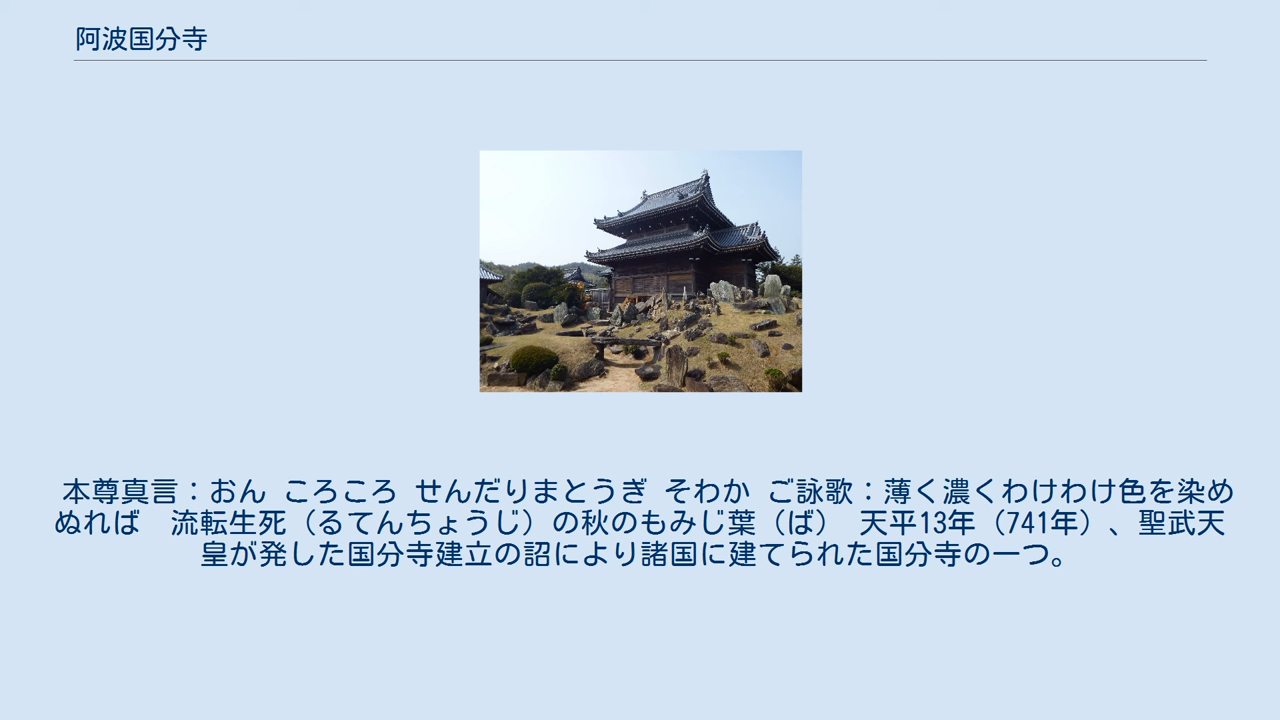 阿波国分寺
本尊真言：おん ころころ せんだりまとうぎ そわか ご詠歌：薄く濃くわけわけ色を染め
ぬれば　流転生死（るてんちょうじ）の秋のもみじ葉（ば） 天平13年（741年）、聖武天
皇が発した国分寺建立の詔により諸国に建てられた国分寺の一つ。